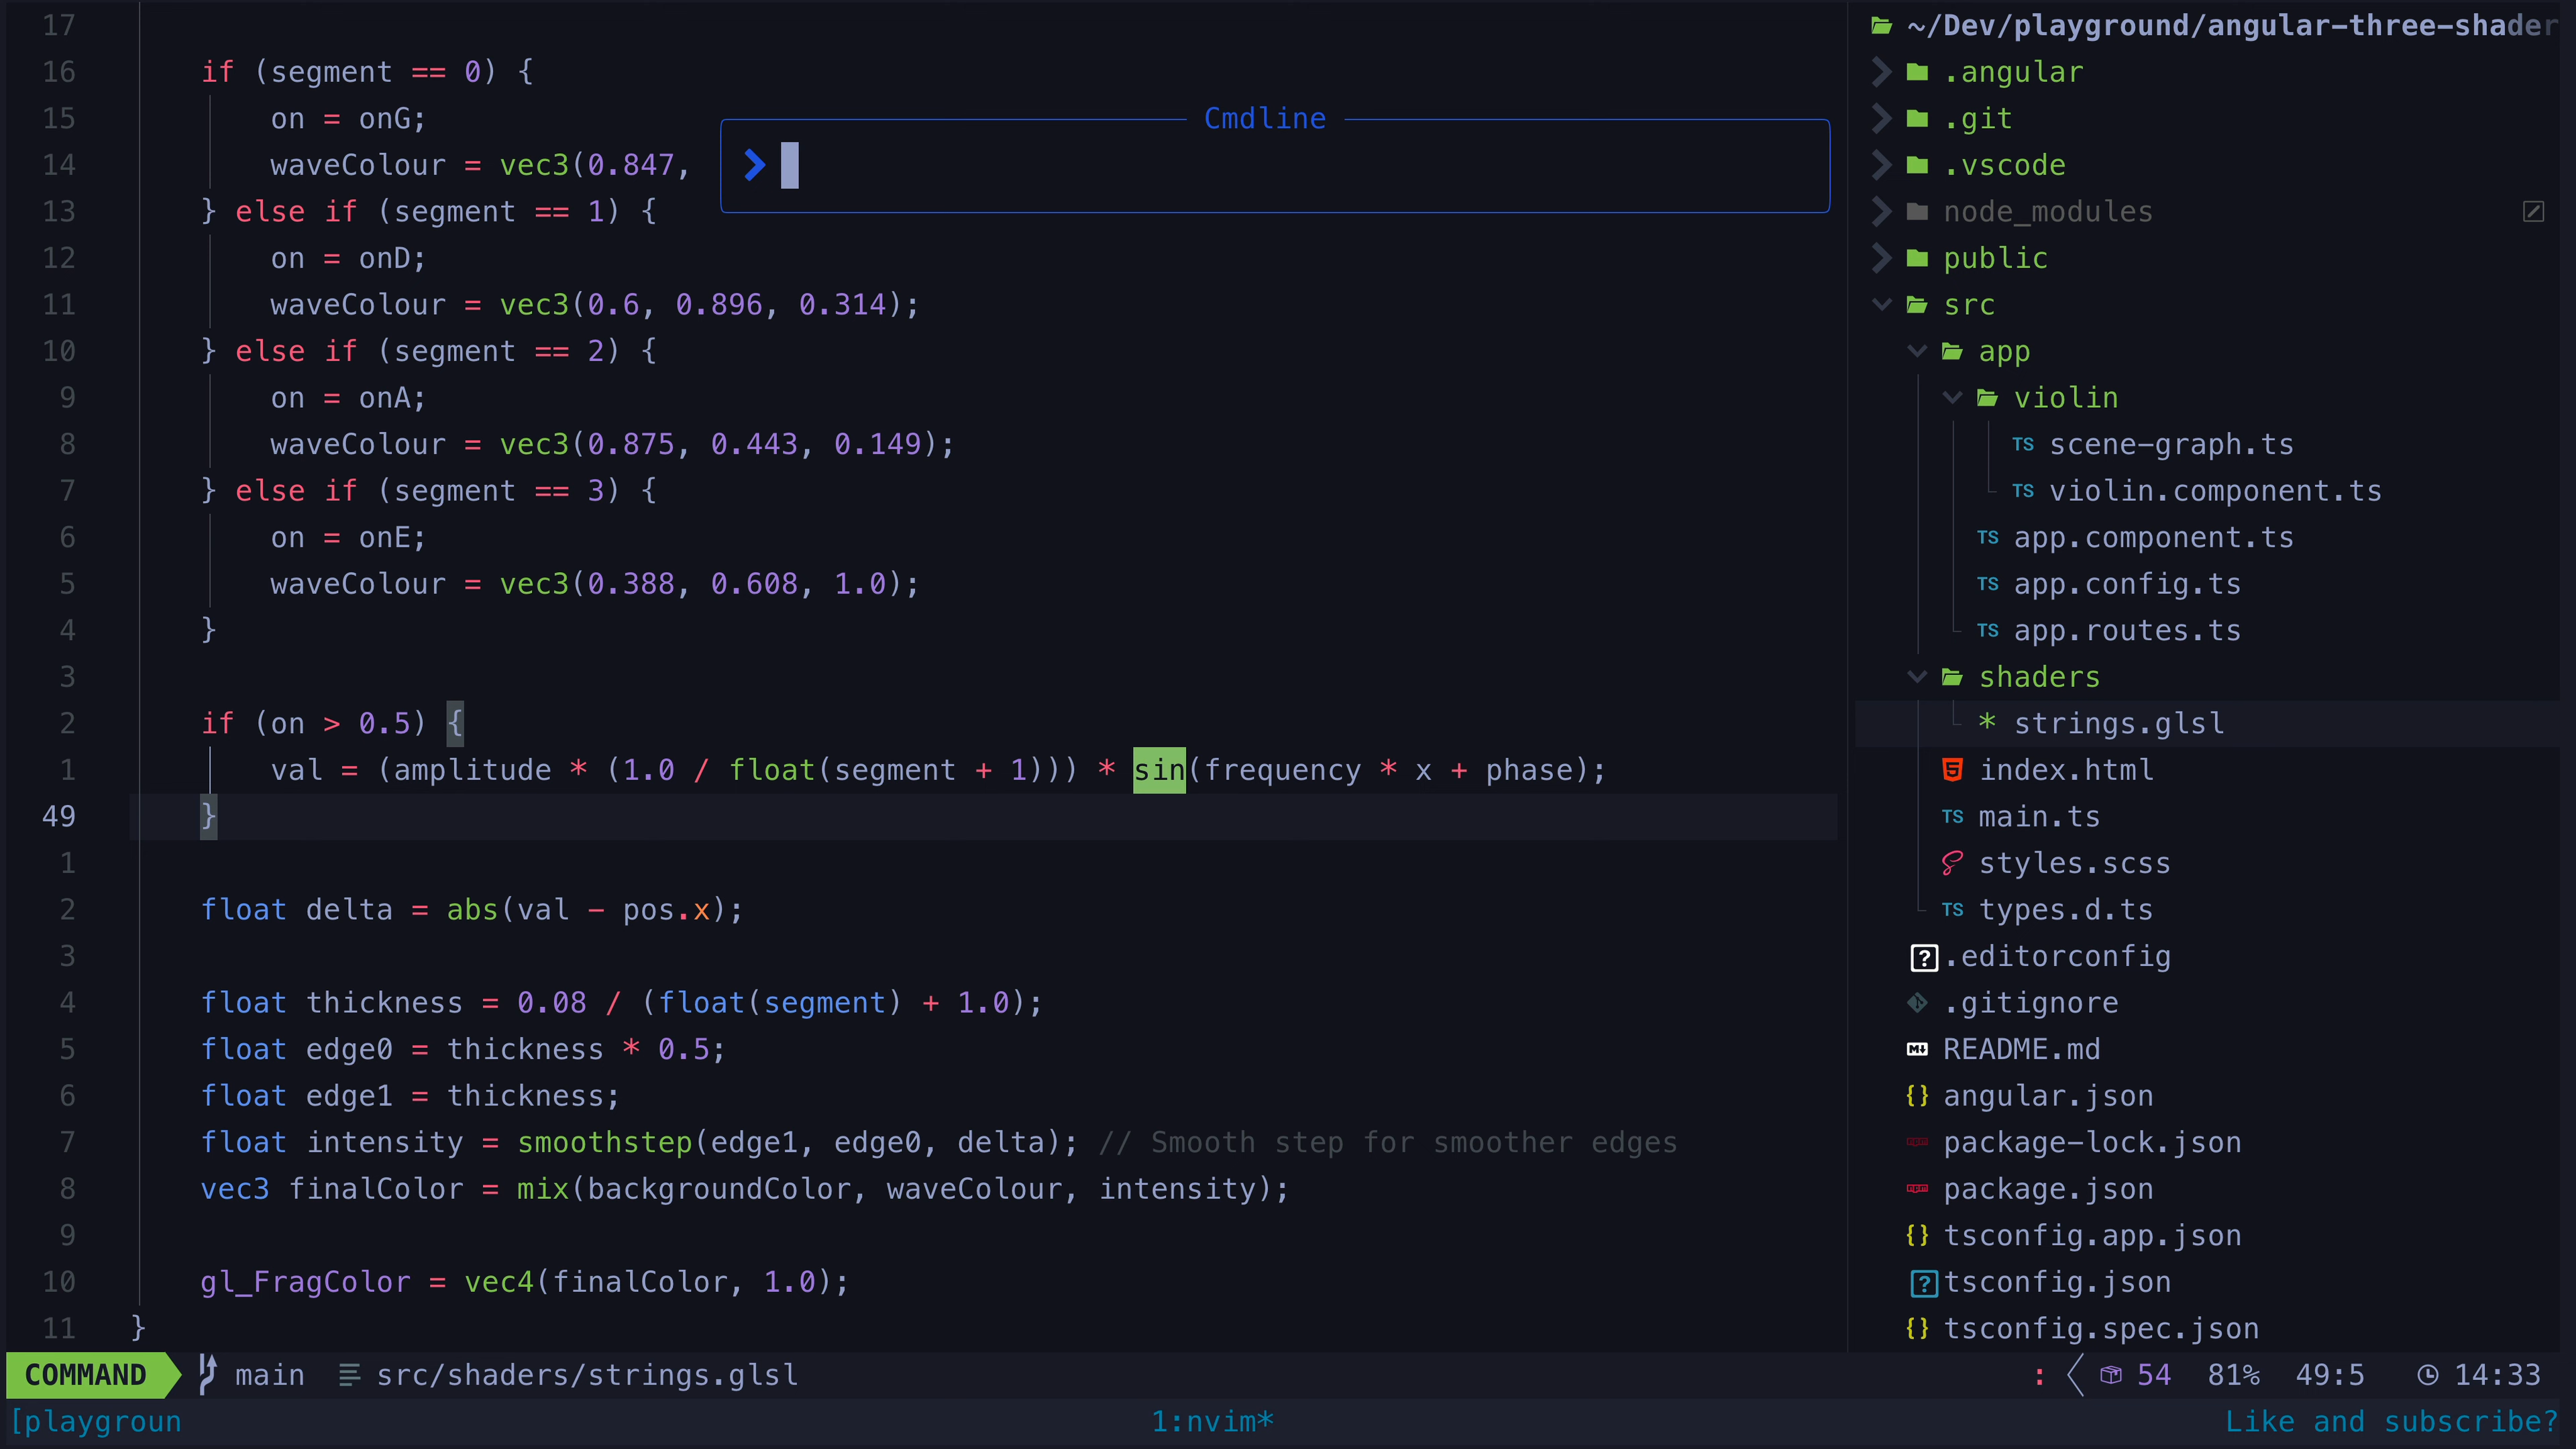 17
16 if (segment == 0) {
15 on = onG;
14 waveColour = vec3(0.847,
Cmdline
13 } else if (segment == 1) {
12 on = onD;
11 waveColour = vec3(0.6, 0.896, 0.314);
10 } else if (segment == 2) {
9 on = onA;
8 waveColour = vec3(0.875, 0.443, 0.149);
7 } else if (segment == 3) {
6 on = onE;
5 waveColour = vec3(0.388, 0.608, 1.0);
4 }
3
2 if (on > 0.5) {
1 val = (amplitude * (1.0 / float(segment + 1))) * sin(frequency * x + phase);
49 }
1
2 float delta = abs(val - pos.x);
3
4 float thickness = 0.08 / (float(segment) + 1.0);
5 float edge0 = thickness * 0.5;
6 float edge1 = thickness;
7 float intensity = smoothstep(edge1, edge0, delta); // Smooth step for smoother edges
8 vec3 finalColor = mix(backgroundColor, waveColour, intensity);
9
10 gl_FragColor = vec4(finalColor, 1.0);
11 }
~/Dev/playground/angular-three-shader
.angular
.git
.vscode
node_modules
public
src
app
violin
TS scene-graph.ts
TS violin.component.ts
TS app.component.ts
TS app.config.ts
TS app.routes.ts
shaders
* strings.glsl
5 index.html
TS main.ts
styles.scss
TS types.d.ts
? .editorconfig
.gitignore
M↓ README.md
{} angular.json
package-lock.json
package.json
{} tsconfig.app.json
? tsconfig.json
{} tsconfig.spec.json
COMMAND main src/shaders/strings.glsl : 54 81% 49:5 14:33
[playgroun 1:nvim* Like and subscribe?